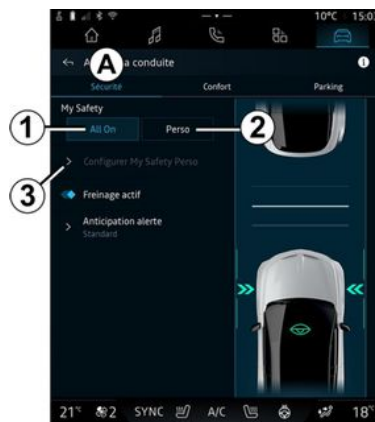 10°C 15:03
A
a conduite
Sécurité Confort Parking
My Safety
1 All On Perso 2
3 Configurer My Safety Perso
Freinage actif
Anticipation alerte
Standard
21° 2 SYNC A/C 18°